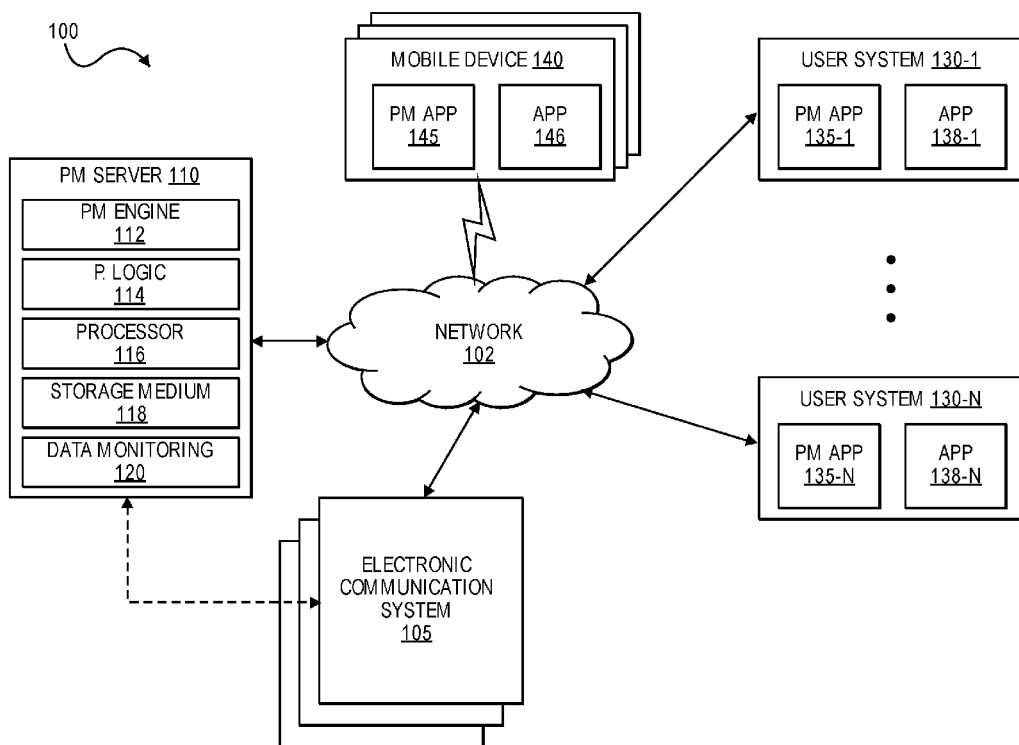 100
MOBILE DEVICE 140
PM APP
145
APP
146
USER SYSTEM 130-1
PM APP
135-1
APP
138-1
PM SERVER 110
PM ENGINE
112
P. LOGIC
114
PROCESSOR
116
STORAGE MEDIUM
118
DATA MONITORING
120
NETWORK
102
USER SYSTEM 130-N
PM APP
135-N
APP
138-N
ELECTRONIC
COMMUNICATION
SYSTEM
105